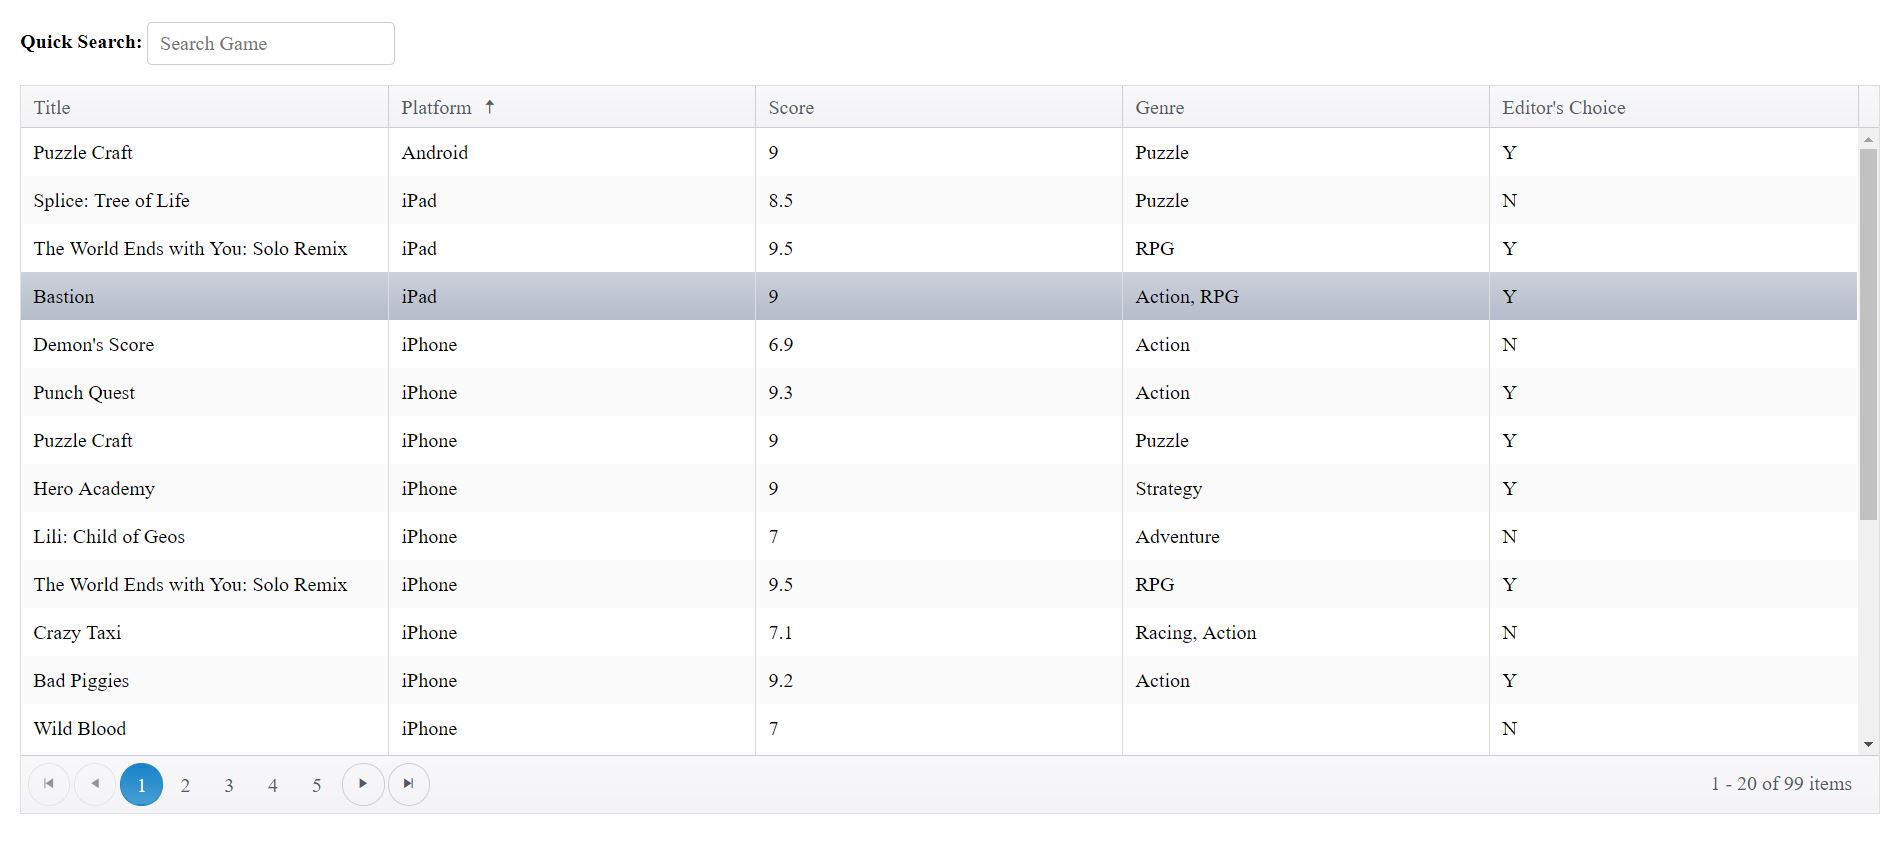 Quick Search: Search Game
Title Platform ↑ Score Genre Editor's Choice
Puzzle Craft Android 9 Puzzle Y
Splice: Tree of Life iPad 8.5 Puzzle N
The World Ends with You: Solo Remix iPad 9.5 RPG Y
Bastion iPad 9 Action, RPG Y
Demon's Score iPhone 6.9 Action N
Punch Quest iPhone 9.3 Action Y
Puzzle Craft iPhone 9 Puzzle Y
Hero Academy iPhone 9 Strategy Y
Lili: Child of Geos iPhone 7 Adventure N
The World Ends with You: Solo Remix iPhone 9.5 RPG Y
Crazy Taxi iPhone 7.1 Racing, Action N
Bad Piggies iPhone 9.2 Action Y
Wild Blood iPhone 7 N
1 2 3 4 5 1 - 20 of 99 items